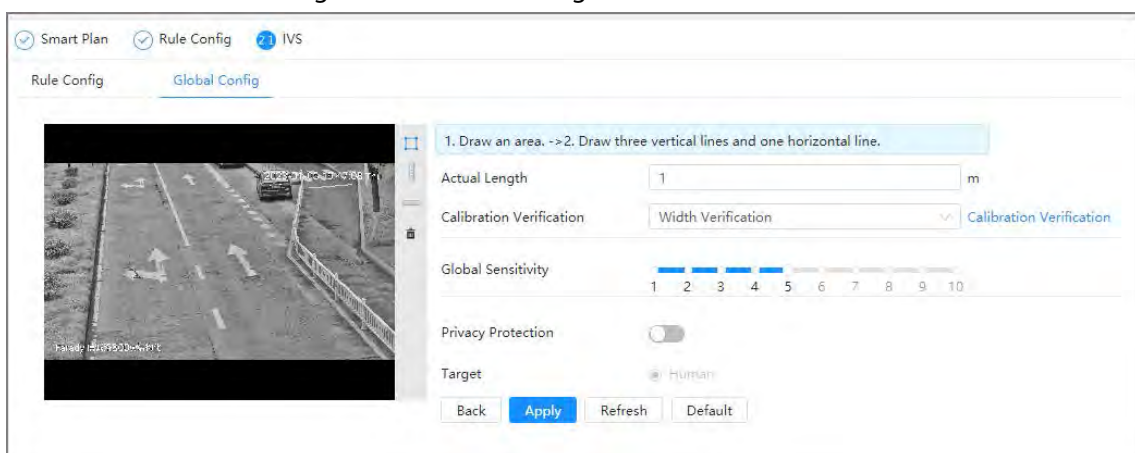 Smart Plan Rule Config 21 IVS
Rule Config Global Config
1. Draw an area. ->2. Draw three vertical lines and one horizontal line.
Actual Length 1 m
Calibration Verification Width Verification Calibration Verification
Global Sensitivity
1 2 3 4 5 6 7 8 9 10
Privacy Protection
Target Human
Back Apply Refresh Default